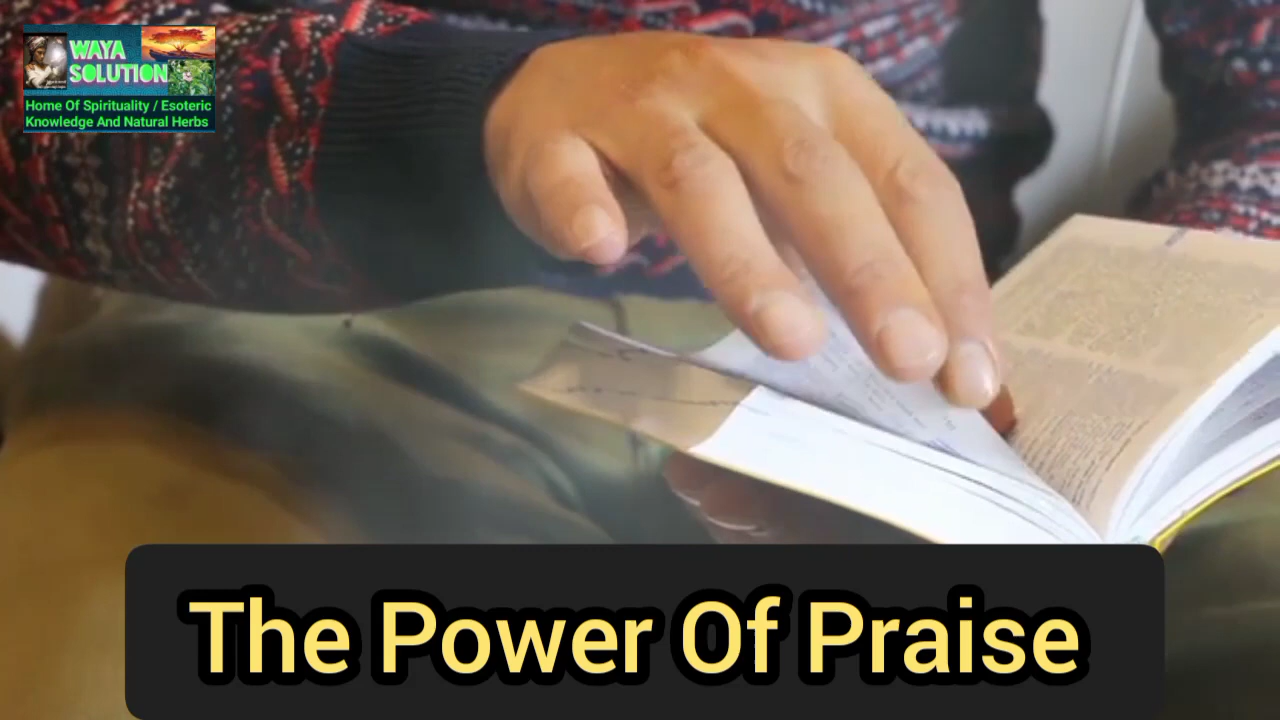 WAYA
SOLUTION
Home Of Spirituality / Esoteric
Knowledge And Natural Herbs
The Power Of Praise